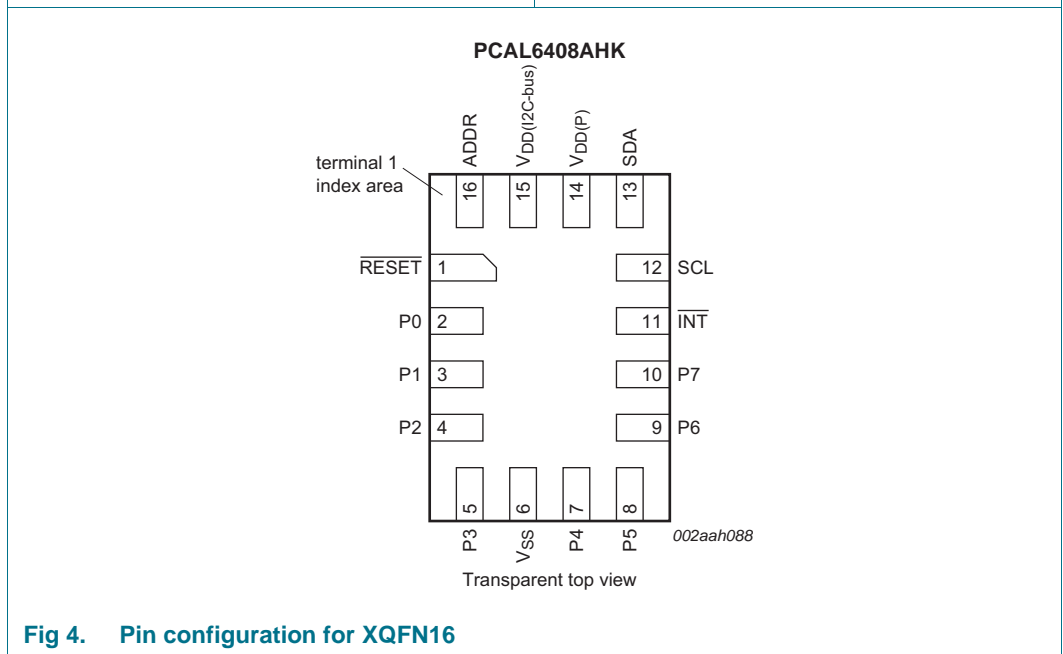 PCAL6408AHK
ADDR
VDD(I2C-bus)
VDD(P)
SDA
terminal 1
index area
16
15
14
13
RESET 1
12 SCL
P0 2
11 INT
P1 3
10 P7
P2 4
9 P6
5
6
7
8
P3
VSS
P4
P5
002aah088
Transparent top view
Fig 4. Pin configuration for XQFN16